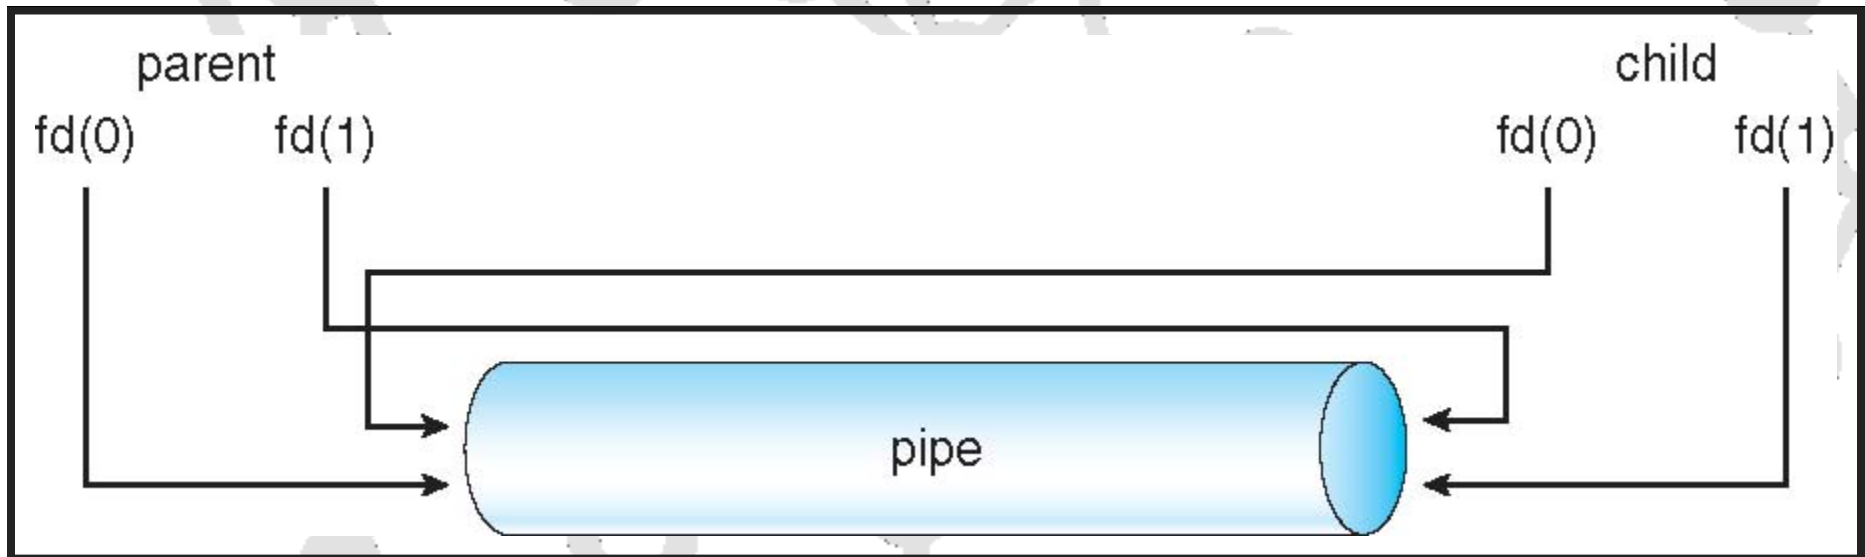 parent child
fd(0) fd(1) fd(0) fd(1)
pipe